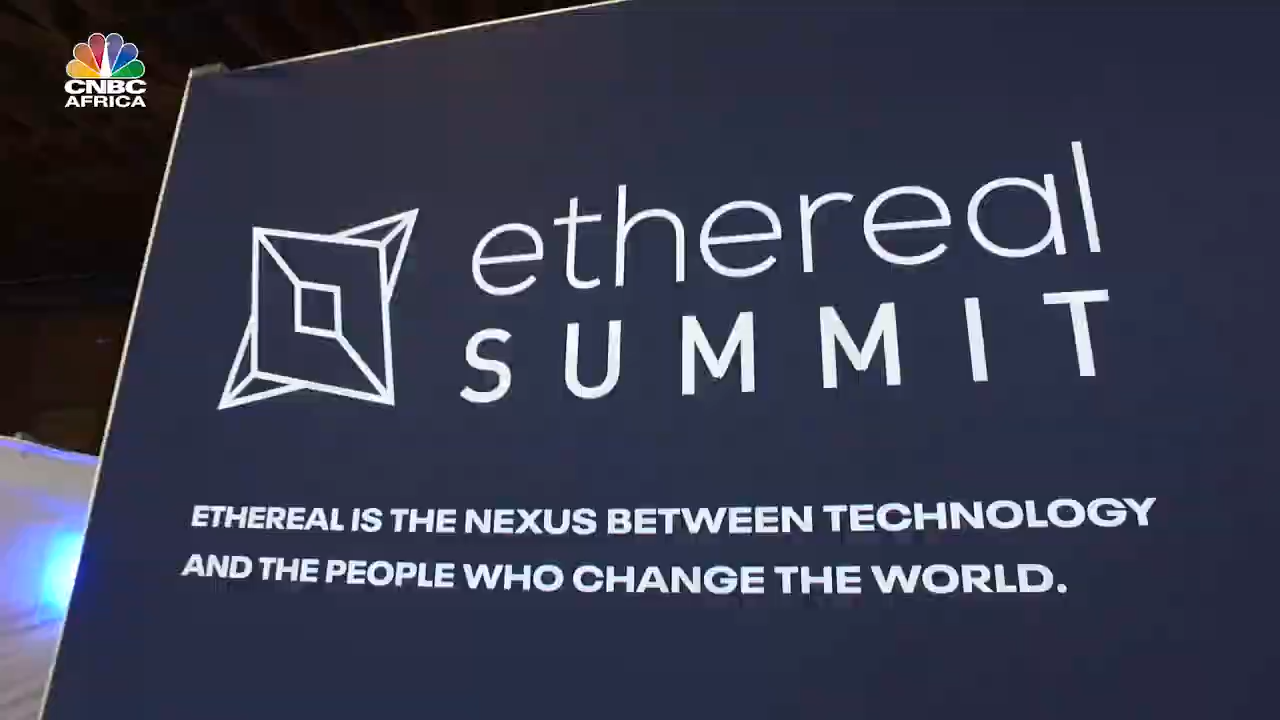 CNBC
AFRICA
ethereal
SUMMIT
ETHEREAL IS THE NEXUS BETWEEN TECHNOLOGY
AND THE PEOPLE WHO CHANGE THE WORLD.